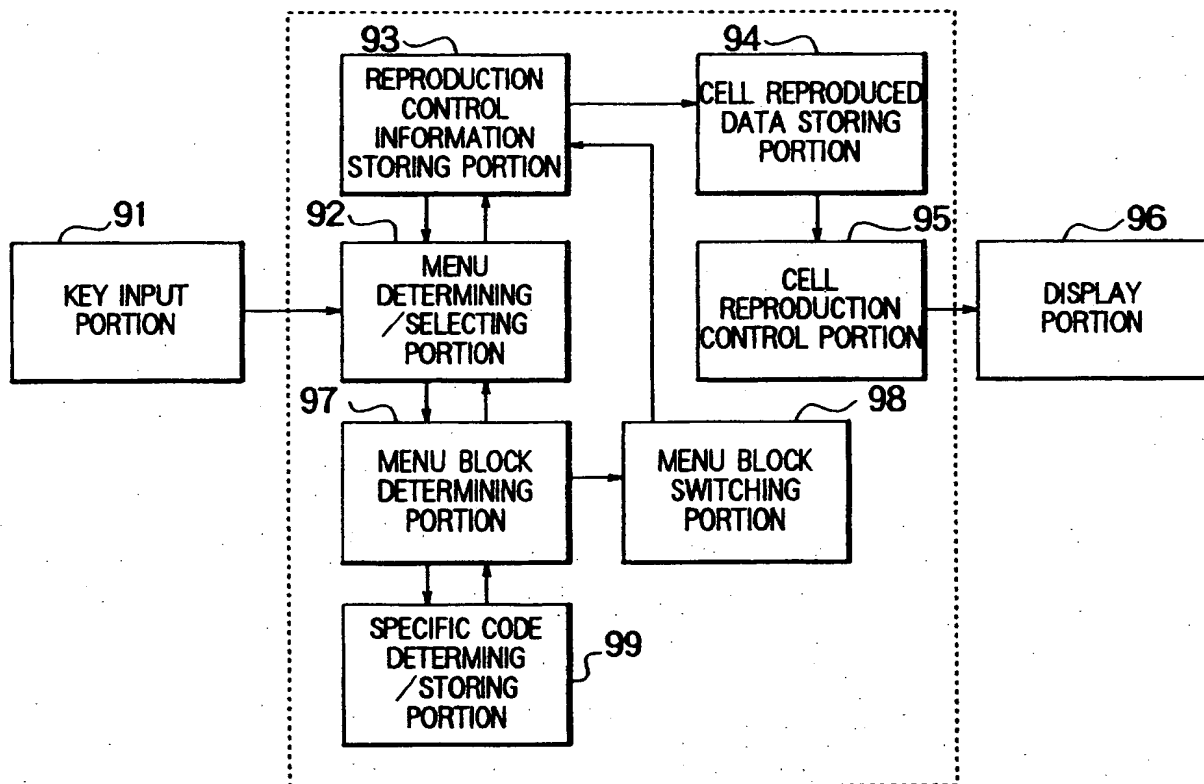 93
REPRODUCTION
CONTROL
INFORMATION
STORING PORTION
94
CELL REPRODUCED
DATA STORING
PORTION
91
KEY INPUT
PORTION
92
MENU
DETERMINING
/SELECTING
PORTION
95
CELL
REPRODUCTION
CONTROL PORTION
96
DISPLAY
PORTION
97
MENU BLOCK
DETERMINING
PORTION
98
MENU BLOCK
SWITCHING
PORTION
SPECIFIC CODE
DETERMINIG
/STORING
PORTION
99